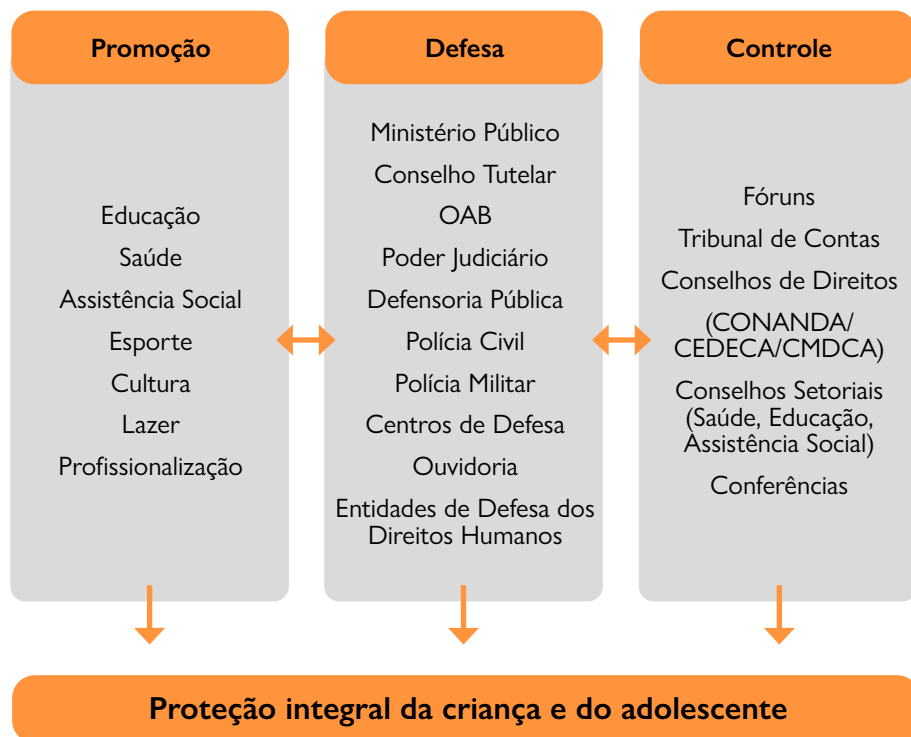 Promoção
Educação
Saúde
Assistência Social
Esporte
Cultura
Lazer
Profissionalização
Defesa
Ministério Público
Conselho Tutelar
OAB
Poder Judiciário
Defensoria Pública
Polícia Civil
Polícia Militar
Centros de Defesa
Ouvidoria
Entidades de Defesa dos
Direitos Humanos
Controle
Fóruns
Tribunal de Contas
Conselhos de Direitos
(CONANDA/
CEDECA/CMDCA)
Conselhos Setoriais
(Saúde, Educação,
Assistência Social)
Conferências
Proteção integral da criança e do adolescente